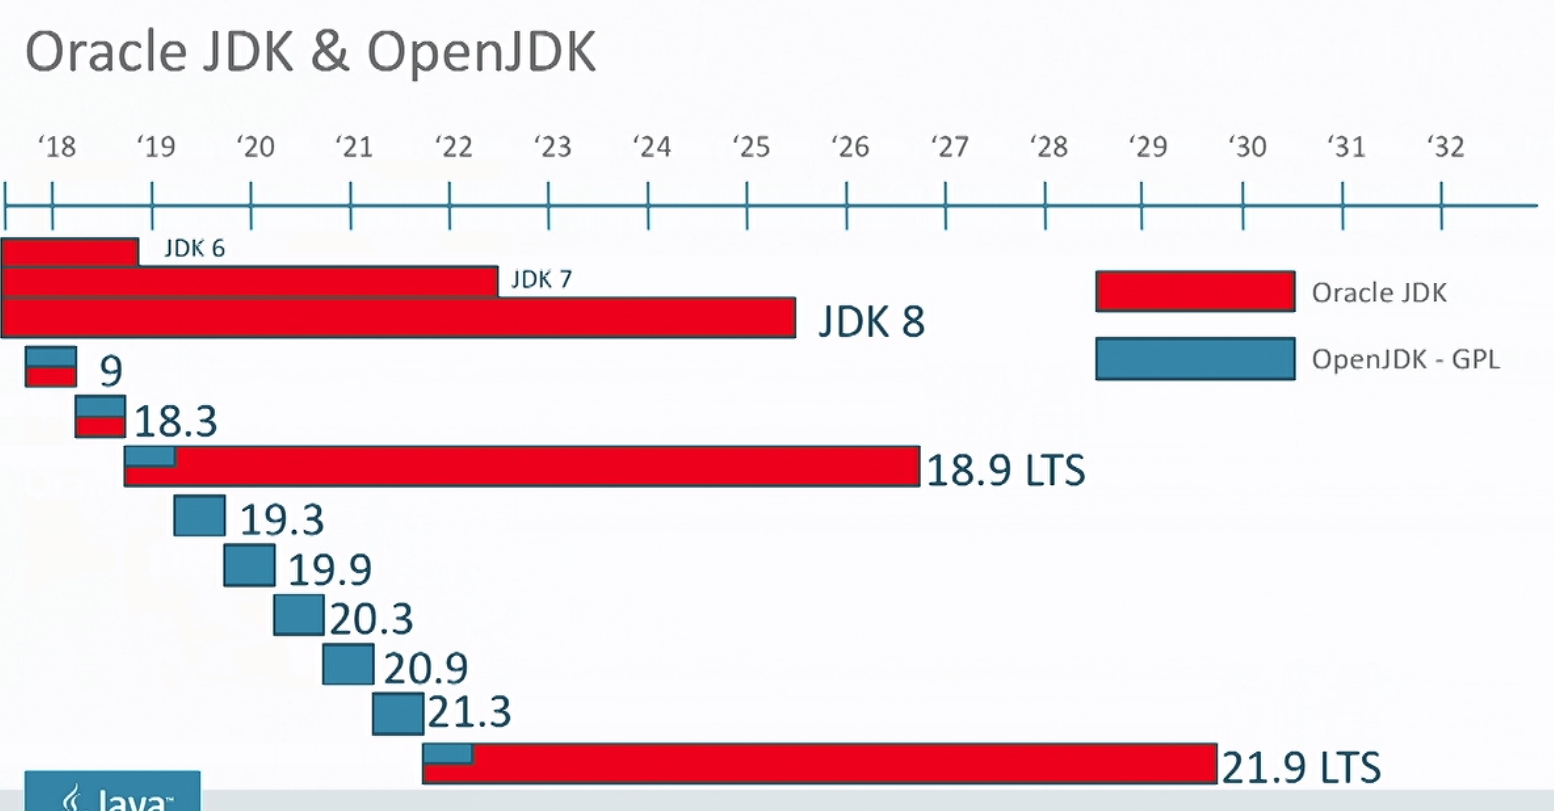 Oracle JDK & OpenJDK
‘18 ‘19 ‘20 ‘21 ‘22 ‘23 ‘24 ‘25 ‘26 ‘27 ‘28 ‘29 ‘30 ‘31 ‘32
JDK 6
JDK 7
JDK 8
Oracle JDK
OpenJDK - GPL
9
18.3
18.9 LTS
19.3
19.9
20.3
20.9
21.3
21.9 LTS
Java™